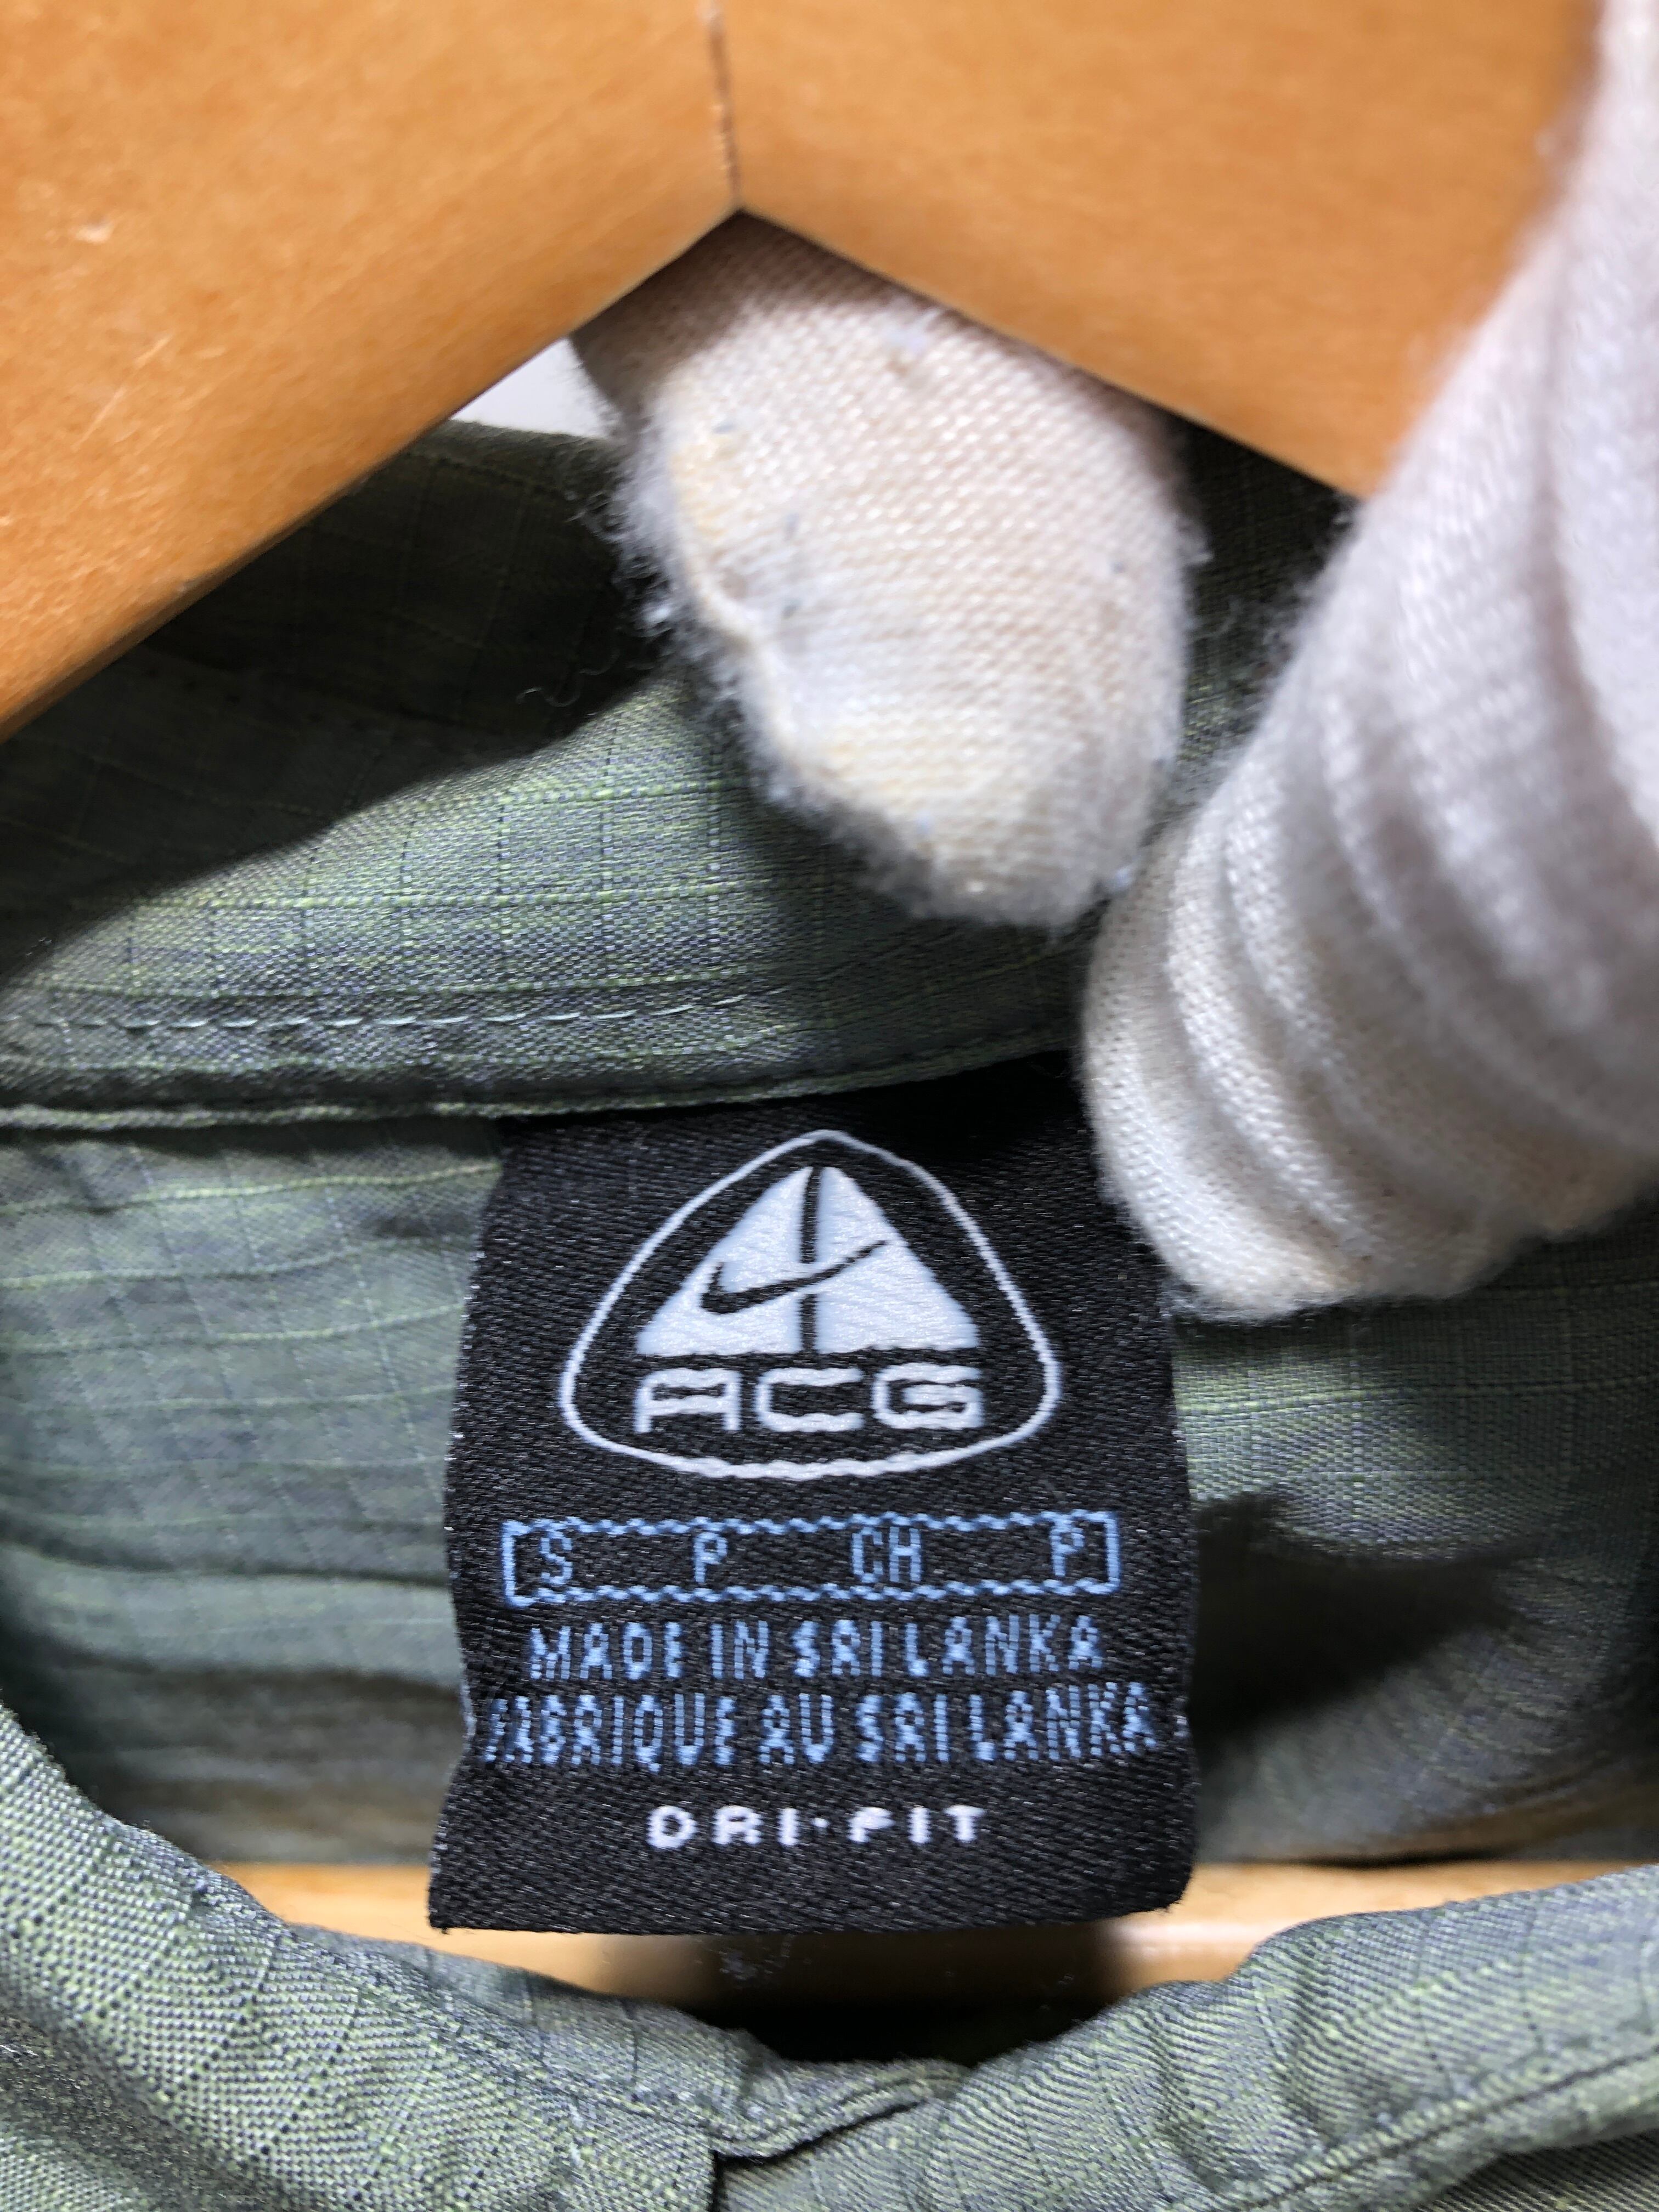 ACG
S P CH P
MADE IN SRI LANKA
FABRIQUE AU SRI LANKA
DRI-FIT